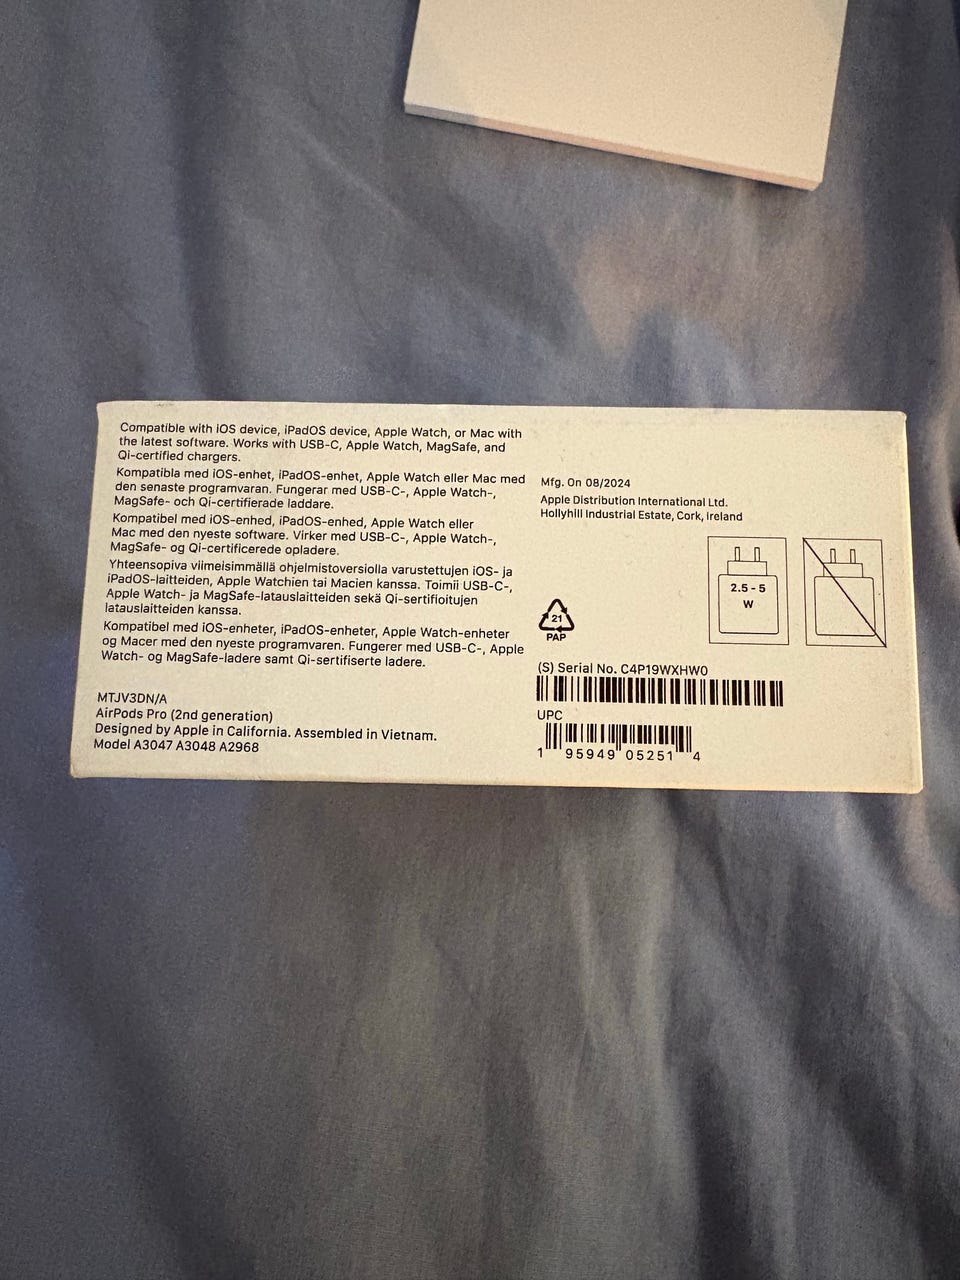 Compatible with iOS device, iPadOS device, Apple Watch, or Mac with
the latest software. Works with USB-C, Apple Watch, MagSafe, and
Qi-certified chargers.
Kompatibla med iOS-enhet, iPadOS-enhet, Apple Watch eller Mac med
den senaste programvaran. Fungerar med USB-C-, Apple Watch-,
MagSafe- och Qi-certifierade laddare.
Kompatibel med iOS-enhed, iPadOS-enhed, Apple Watch eller
Mac med den nyeste software. Virker med USB-C-, Apple Watch-,
MagSafe- og Qi-certificerede opladere.
Yhteensopiva viimeisimmällä ohjelmistoversiolla varustettujen iOS- ja
iPadOS-laitteiden, Apple Watchien tai Macien kanssa. Toimii USB-C-,
Apple Watch- ja MagSafe-latauslaitteiden sekä Qi-sertifioitujen
latauslaitteiden kanssa.
Kompatibel med iOS-enheter, iPadOS-enheter, Apple Watch-enheter
og Macer med den nyeste programvaren. Fungerer med USB-C-, Apple
Watch- og MagSafe-ladere samt Qi-sertifiserte ladere.
MTJV3DN/A
AirPods Pro (2nd generation)
Designed by Apple in California. Assembled in Vietnam.
Model A3047 A3048 A2968
Mfg. On 08/2024
Apple Distribution International Ltd.
Hollyhill Industrial Estate, Cork, Ireland
2.5 - 5
W
21
PAP
(S) Serial No. C4P19WXHW0
UPC
1 95949 05251 4